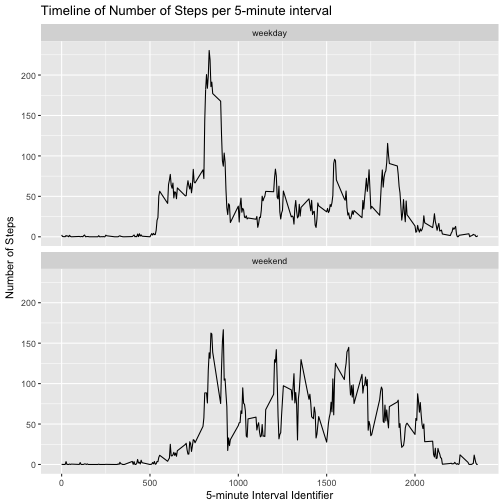 Timeline of Number of Steps per 5-minute interval
weekday
200
150
100
50
0
Number of Steps
weekend
200
150
100
50
0
0 500 1000 1500 2000
5-minute Interval Identifier